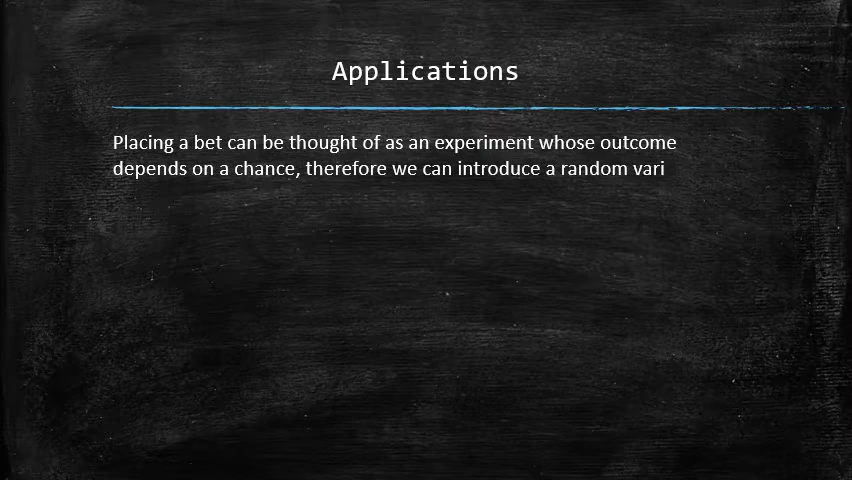 Applications
Placing a bet can be thought of as an experiment whose outcome
depends on a chance, therefore we can introduce a random vari